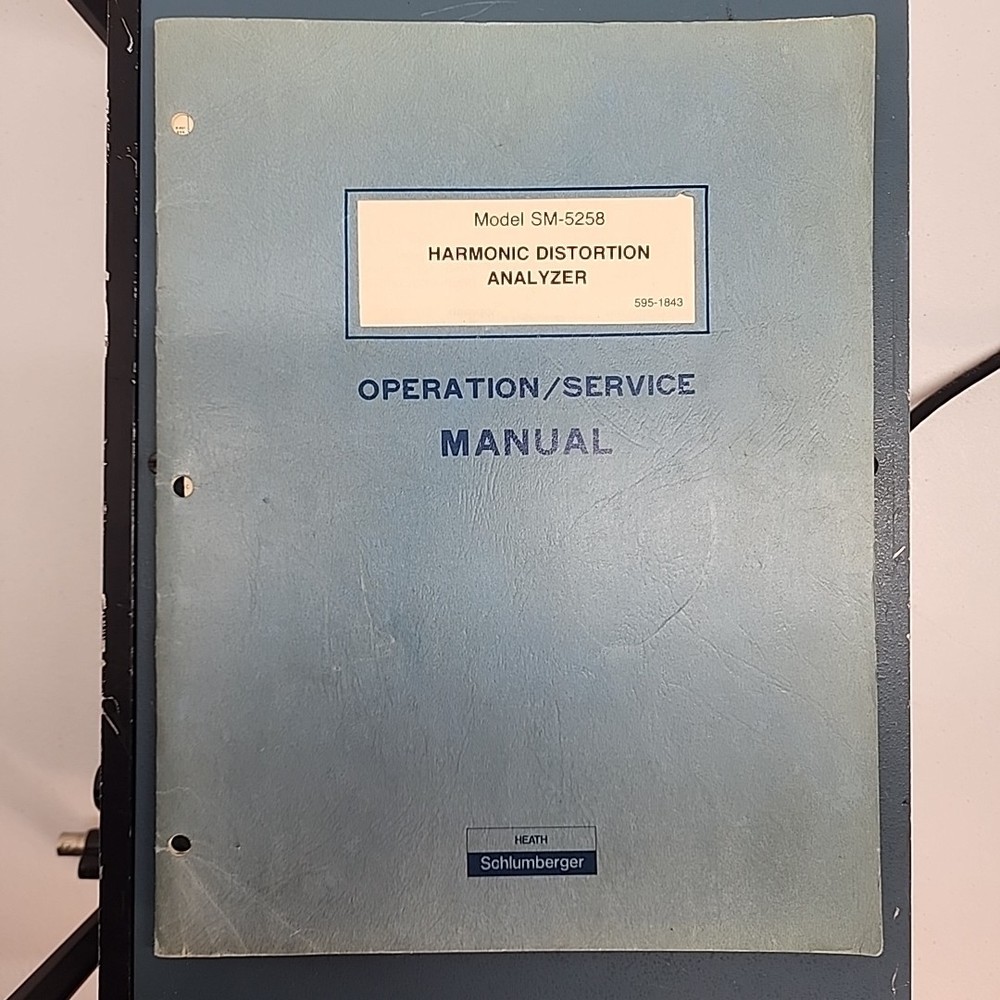 Model SM-5258
HARMONIC DISTORTION
ANALYZER
595-1843
OPERATION/SERVICE
MANUAL
HEATH
Schlumberger